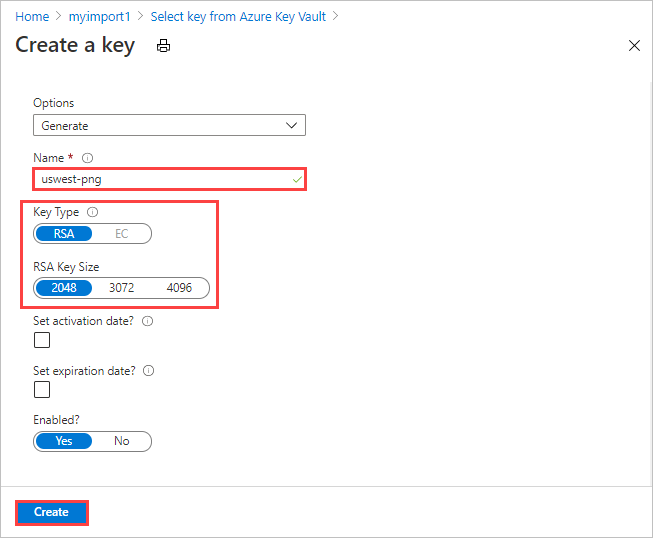 Home > myimport1 > Select key from Azure Key Vault >
Create a key
Options
Generate
Name *
uswest-png
Key Type
RSA EC
RSA Key Size
2048 3072 4096
Set activation date?
Set expiration date?
Enabled?
Yes No
Create